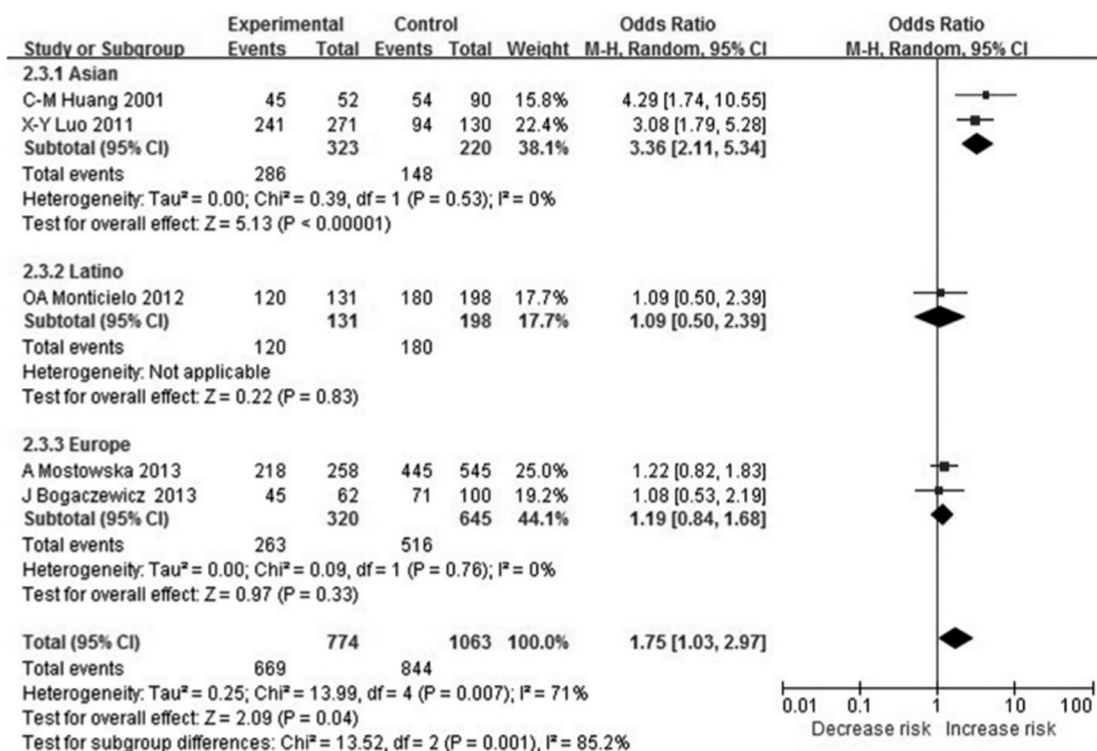 Experimental Control Odds Ratio Odds Ratio
Study or Subgroup Events Total Events Total Weight M-H, Random, 95% CI M-H, Random, 95% CI
2.3.1 Asian
C-M Huang 2001 45 52 54 90 15.8% 4.29 [1.74, 10.55]
X-Y Luo 2011 241 271 94 130 22.4% 3.08 [1.79, 5.28]
Subtotal (95% CI) 323 220 38.1% 3.36 [2.11, 5.34]
Total events 286 148
Heterogeneity: Tau² = 0.00; Chi² = 0.39, df = 1 (P = 0.53); I² = 0%
Test for overall effect: Z = 5.13 (P < 0.00001)
2.3.2 Latino
OA Monticielo 2012 120 131 180 198 17.7% 1.09 [0.50, 2.39]
Subtotal (95% CI) 131 198 17.7% 1.09 [0.50, 2.39]
Total events 120 180
Heterogeneity: Not applicable
Test for overall effect: Z = 0.22 (P = 0.83)
2.3.3 Europe
A Mostowska 2013 218 258 445 545 25.0% 1.22 [0.82, 1.83]
J Bogaczewicz 2013 45 62 71 100 19.2% 1.08 [0.53, 2.19]
Subtotal (95% CI) 320 645 44.1% 1.19 [0.84, 1.68]
Total events 263 516
Heterogeneity: Tau² = 0.00; Chi² = 0.09, df = 1 (P = 0.76); I² = 0%
Test for overall effect: Z = 0.97 (P = 0.33)
Total (95% CI) 774 1063 100.0% 1.75 [1.03, 2.97]
Total events 669 844
Heterogeneity: Tau² = 0.25; Chi² = 13.99, df = 4 (P = 0.007); I² = 71%
Test for overall effect: Z = 2.09 (P = 0.04)
Test for subgroup differences: Chi² = 13.52, df = 2 (P = 0.001), I² = 85.2%
0.01 0.1 1 10 100
Decrease risk Increase risk